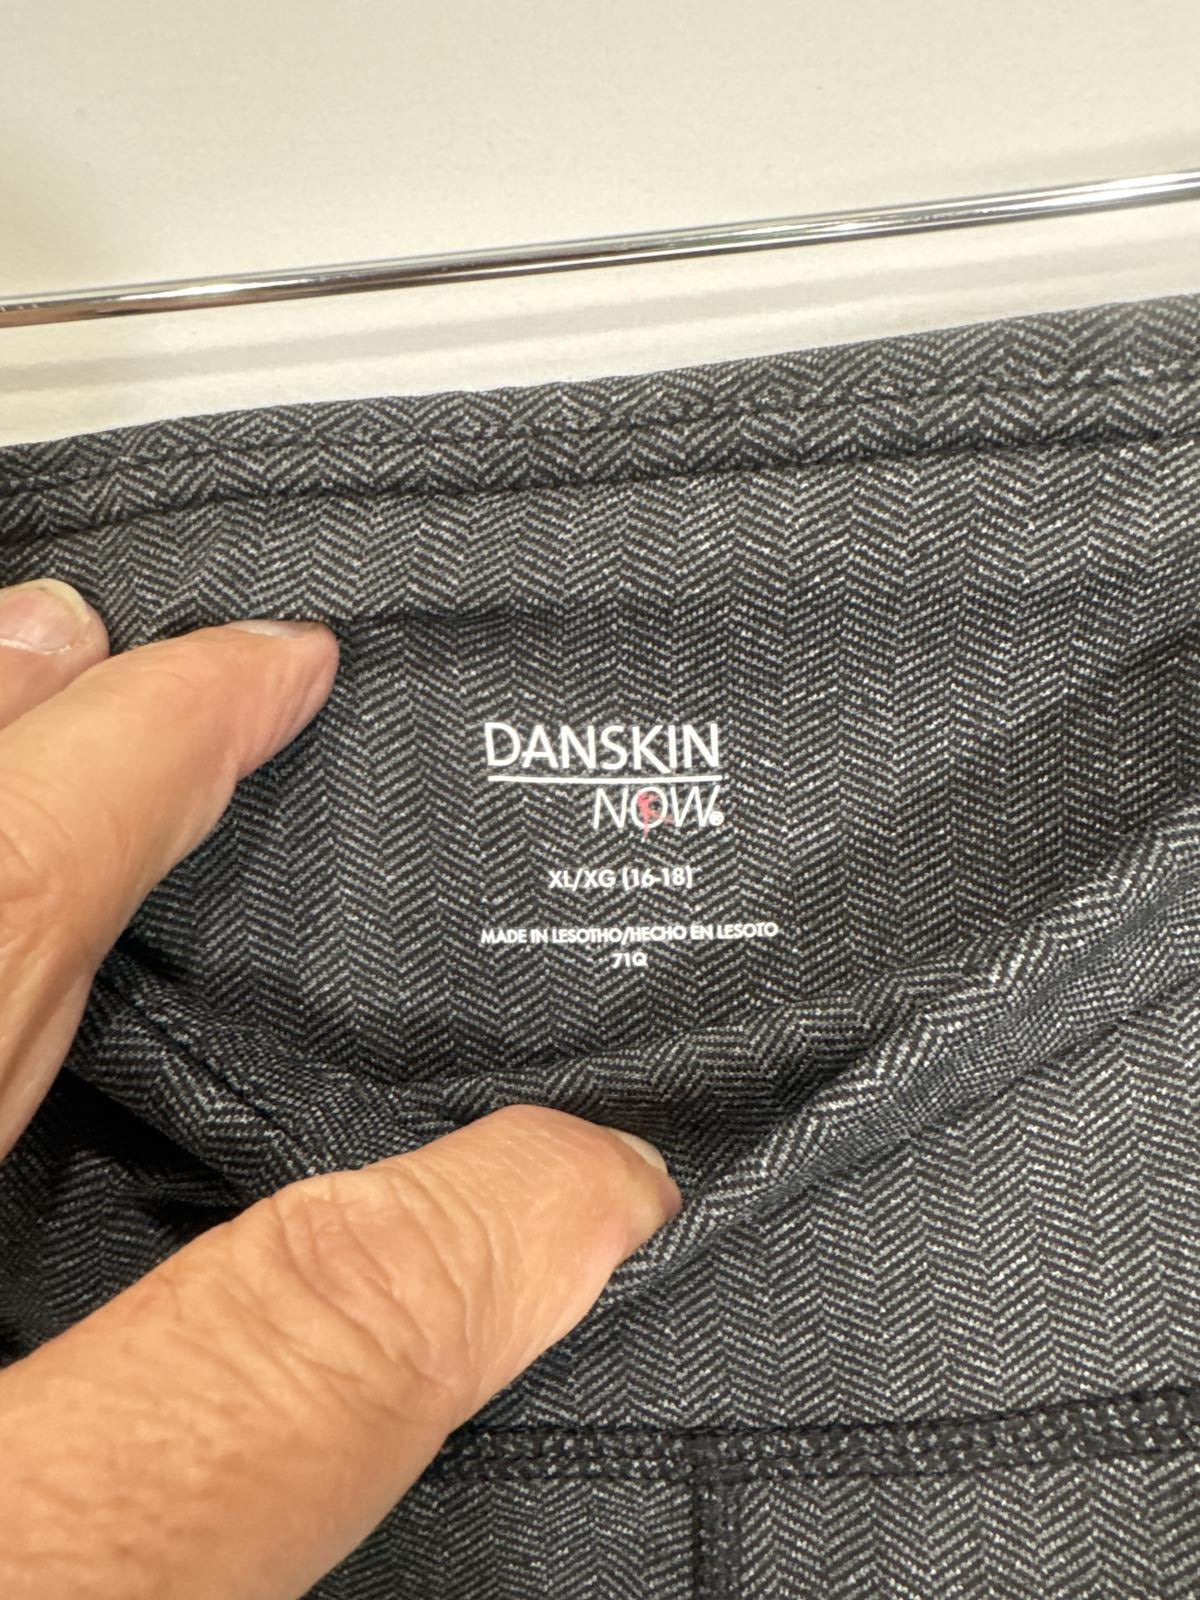 DANSKIN
NOW®
XL/XG (16-18)
MADE IN LESOTHO/HECHO EN LESOTO
71Q